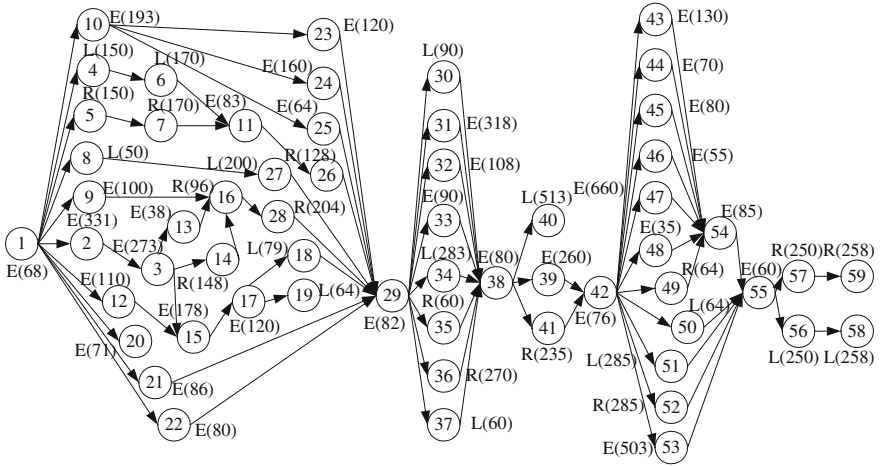 10 E(193)
23 E(120)
43 E(130)
4 L(150)
6 L(170)
E(160) 24
L(90)
30
44 E(70)
5 R(150)
7 R(170)
11 E(83)
E(64) 25
31 E(318)
45 E(80)
8 L(50)
L(200) 27
R(128) 26
32 E(108)
46 E(55)
9 E(100)
R(96) 16
28 R(204)
E(90) 33
L(513) 40
E(660) 47
54 E(85)
1 E(68)
2 E(331)
E(38) 13
E(273) 3
14 R(148)
L(79) 18
29 E(82)
L(283) 34
38 E(80)
39 E(260)
42 E(76)
E(35) 48
49 R(64)
55 E(60)
57 R(250)
59 R(258)
E(110) 12
E(178) 15
17 E(120)
19 L(64)
R(60) 35
41 R(235)
50 L(64)
56 L(250)
58 L(258)
20 E(71)
21 E(86)
36 R(270)
L(285) 51
22 E(80)
37 L(60)
R(285) 52
E(503) 53